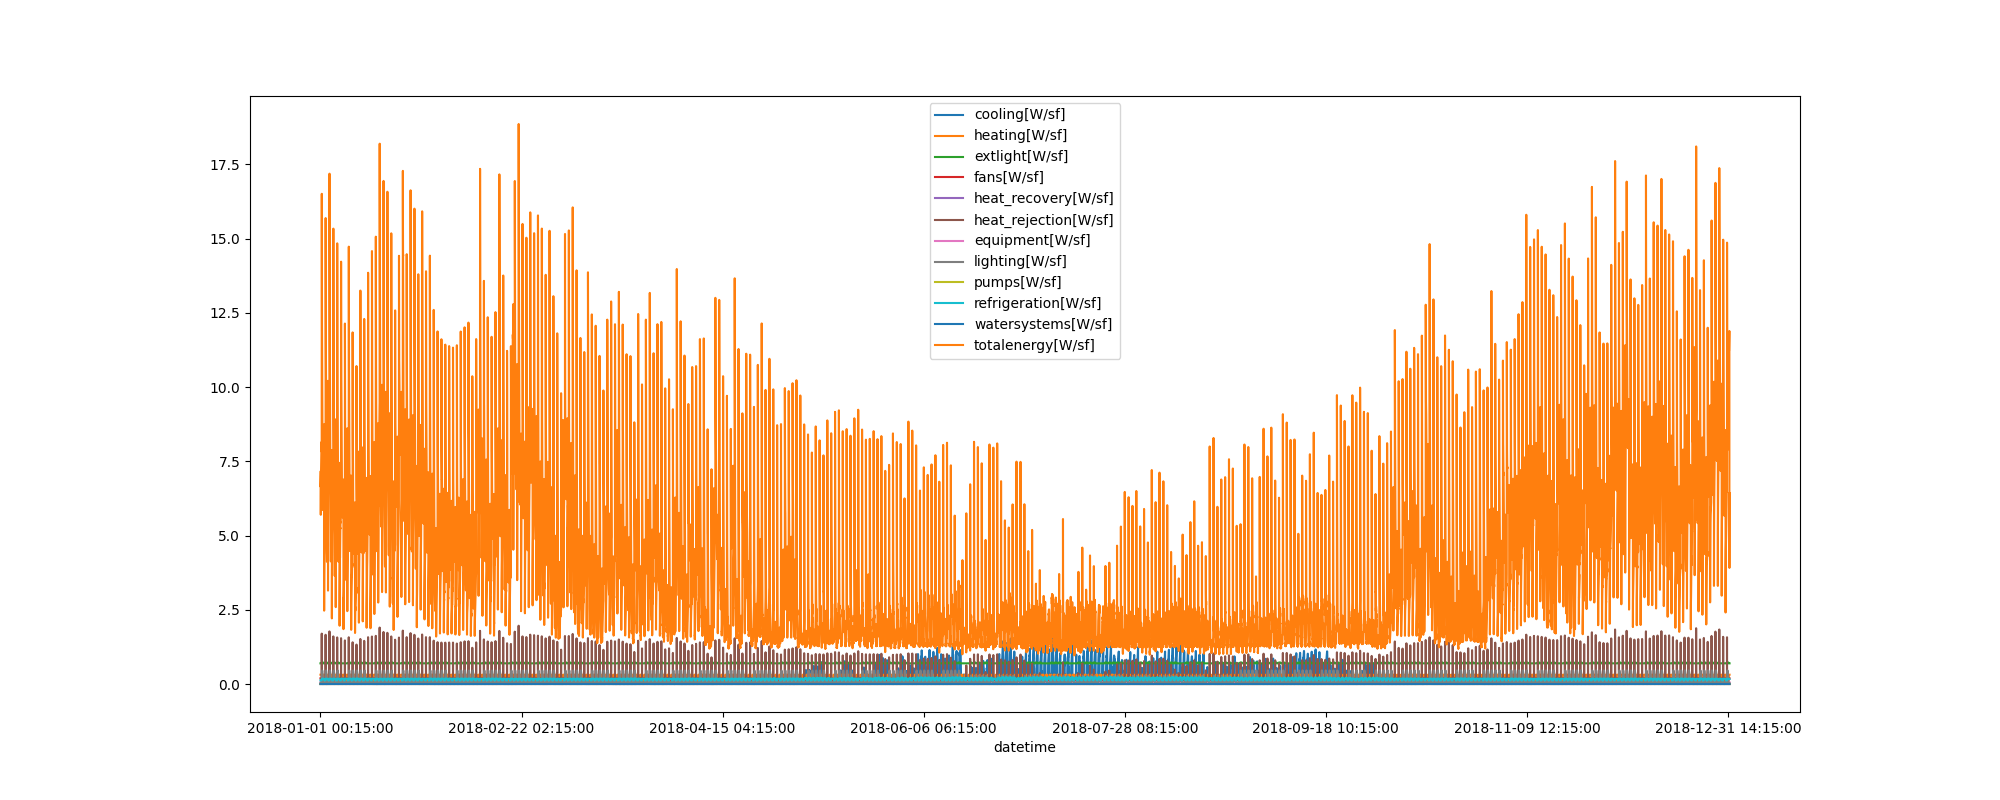 cooling[W/sf]
heating[W/sf]
extlight[W/sf]
fans[W/sf]
heat_recovery[W/sf]
heat_rejection[W/sf]
equipment[W/sf]
lighting[W/sf]
pumps[W/sf]
refrigeration[W/sf]
watersystems[W/sf]
totalenergy[W/sf]
17.5
15.0
12.5
10.0
7.5
5.0
2.5
0.0
2018-01-01 00:15:00 2018-02-22 02:15:00 2018-04-15 04:15:00 2018-06-06 06:15:00 2018-07-28 08:15:00 2018-09-18 10:15:00 2018-11-09 12:15:00 2018-12-31 14:15:00
datetime